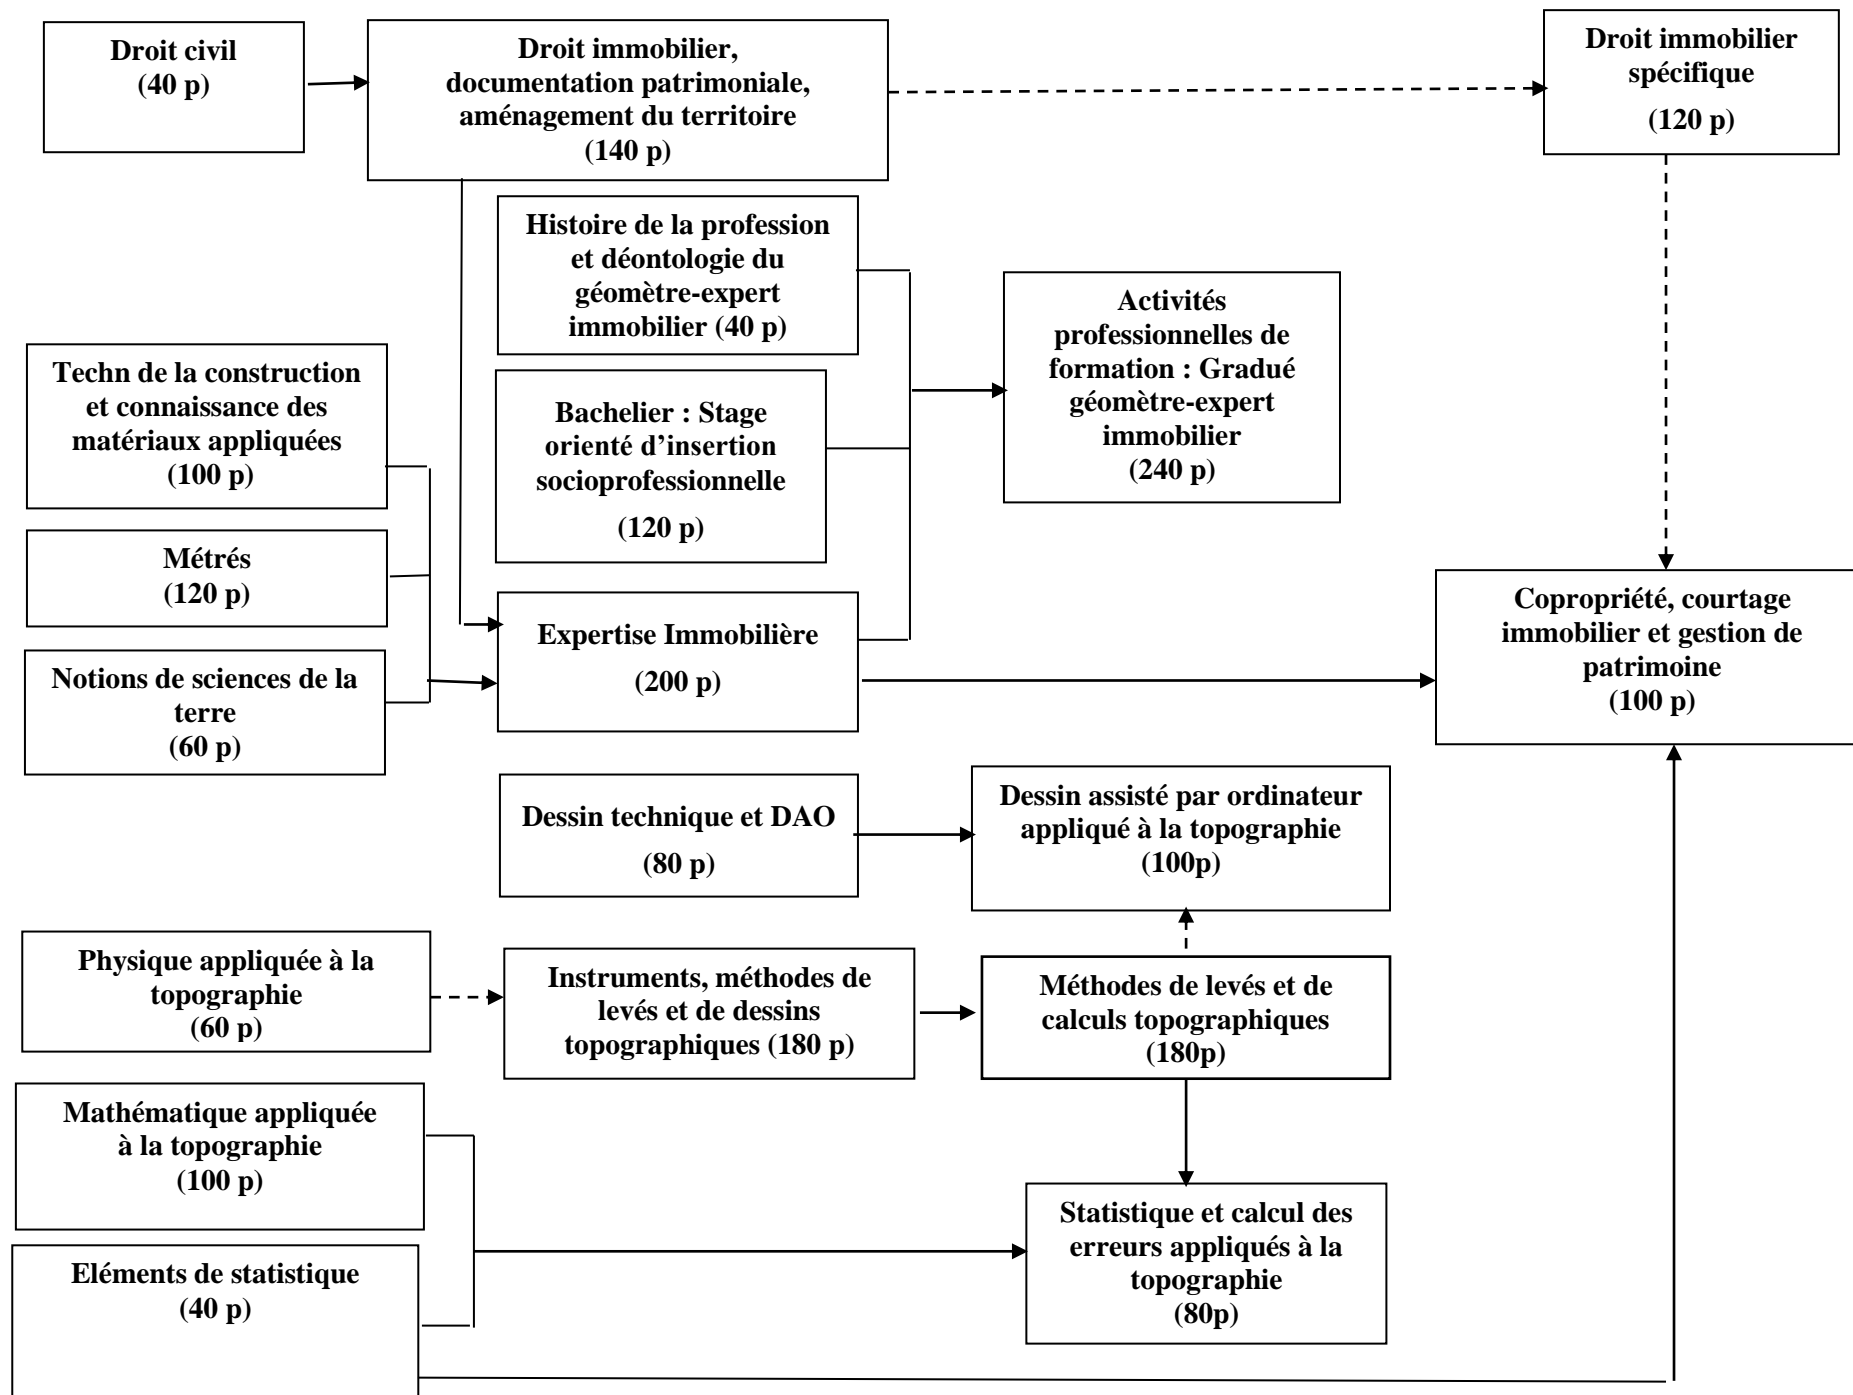 Droit civil
(40 p)
Droit immobilier,
documentation patrimoniale,
aménagement du territoire
(140 p)
Droit immobilier
spécifique
(120 p)
Histoire de la profession
et déontologie du
géomètre-expert
immobilier (40 p)
Activités
professionnelles de
formation : Gradué
géomètre-expert
immobilier
(240 p)
Techn de la construction
et connaissance des
matériaux appliquées
(100 p)
Bachelier : Stage
orienté d’insertion
socioprofessionnelle
(120 p)
Métrés
(120 p)
Expertise Immobilière
(200 p)
Copropriété, courtage
immobilier et gestion de
patrimoine
(100 p)
Notions de sciences de la
terre
(60 p)
Dessin technique et DAO
(80 p)
Dessin assisté par ordinateur
appliqué à la topographie
(100p)
Physique appliquée à la
topographie
(60 p)
Instruments, méthodes de
levés et de dessins
topographiques (180 p)
Méthodes de levés et de
calculs topographiques
(180p)
Mathématique appliquée
à la topographie
(100 p)
Statistique et calcul des
erreurs appliqués à la
topographie
(80p)
Eléments de statistique
(40 p)